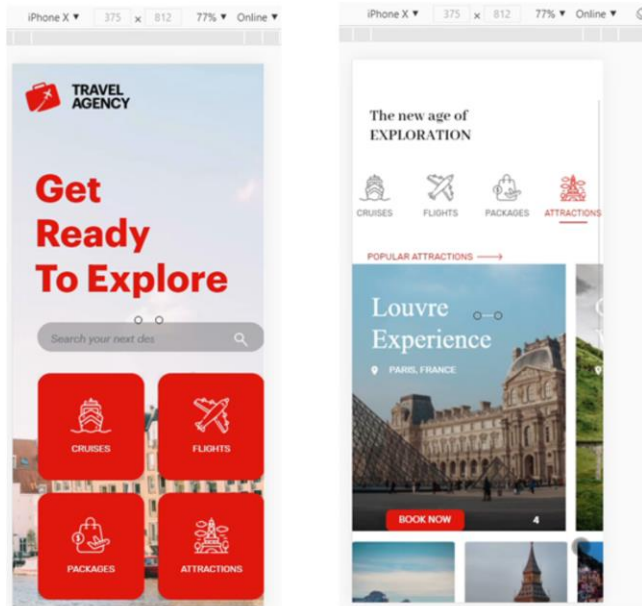 iPhone X ▼ 375 x 812 77% ▼ Online ▼
TRAVEL
AGENCY
Get
Ready
To Explore
Search your next des
CRUISES
FLIGHTS
PACKAGES
ATTRACTIONS
iPhone X ▼ 375 x 812 77% ▼ Online ▼
The new age of
EXPLORATION
CRUISES
FLIGHTS
PACKAGES
ATTRACTIONS
POPULAR ATTRACTIONS
Louvre
Experience
PARIS, FRANCE
BOOK NOW
4